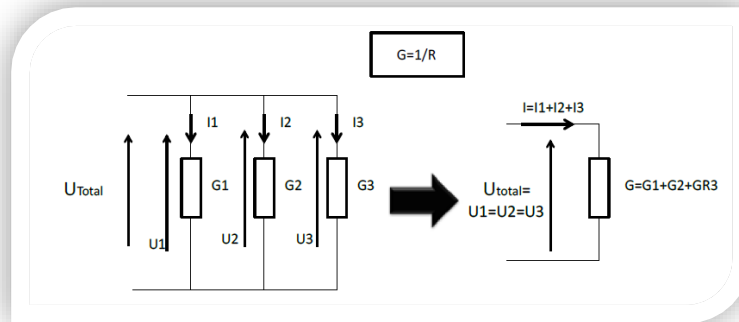 G=1/R
I1
I2
I3
UTotal
G1
G2
G3
U1
U2
U3
I=I1+I2+I3
Utotal=
U1=U2=U3
G=G1+G2+GR3